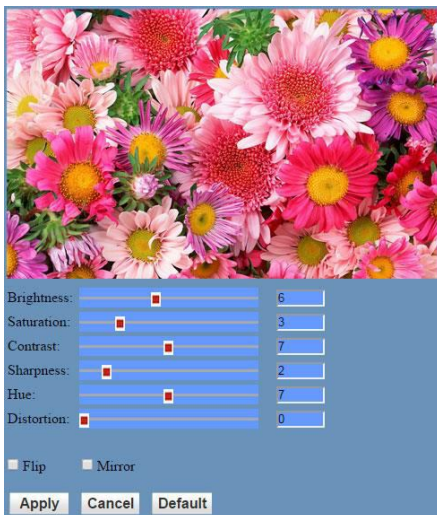 Brightness: 6
Saturation: 3
Contrast: 7
Sharpness: 2
Hue: 7
Distortion: 0
Flip Mirror
Apply Cancel Default